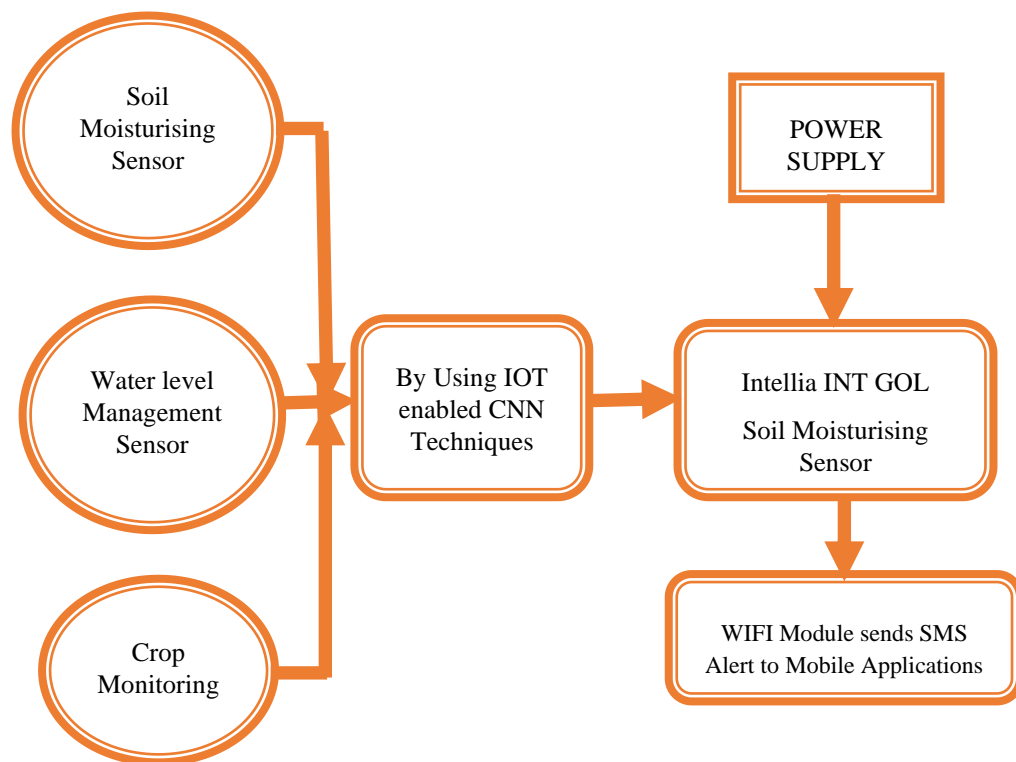 Soil
Moisturising
Sensor
POWER
SUPPLY
Water level
Management
Sensor
By Using IOT
enabled CNN
Techniques
Intellia INT GOL
Soil Moisturising
Sensor
Crop
Monitoring
WIFI Module sends SMS
Alert to Mobile Applications